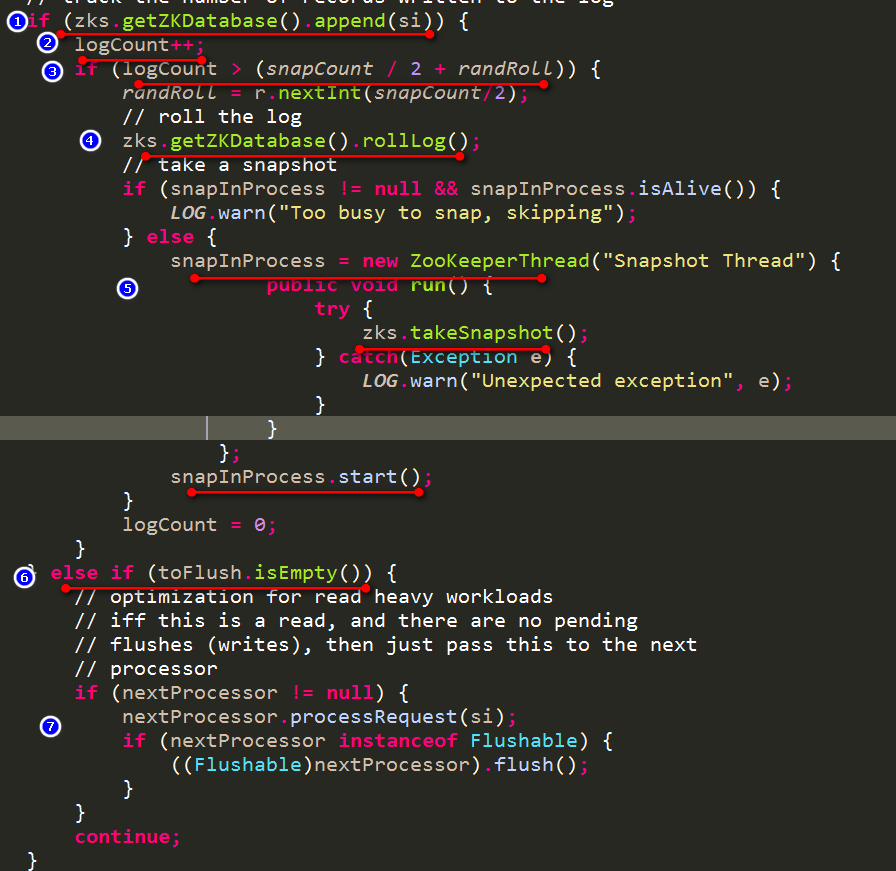 // track the number of records written to the log
1 if (zks.getZKDatabase().append(si)) {
2 logCount++;
3 if (logCount > (snapCount / 2 + randRoll)) {
randRoll = r.nextInt(snapCount/2);
// roll the log
4 zks.getZKDatabase().rollLog();
// take a snapshot
if (snapInProcess != null && snapInProcess.isAlive()) {
LOG.warn("Too busy to snap, skipping");
} else {
snapInProcess = new ZooKeeperThread("Snapshot Thread") {
5 public void run() {
try {
zks.takeSnapshot();
} catch(Exception e) {
LOG.warn("Unexpected exception", e);
}
}
};
snapInProcess.start();
}
logCount = 0;
}
6 } else if (toFlush.isEmpty()) {
// optimization for read heavy workloads
// iff this is a read, and there are no pending
// flushes (writes), then just pass this to the next
// processor
if (nextProcessor != null) {
7 nextProcessor.processRequest(si);
if (nextProcessor instanceof Flushable) {
((Flushable)nextProcessor).flush();
}
}
continue;
}